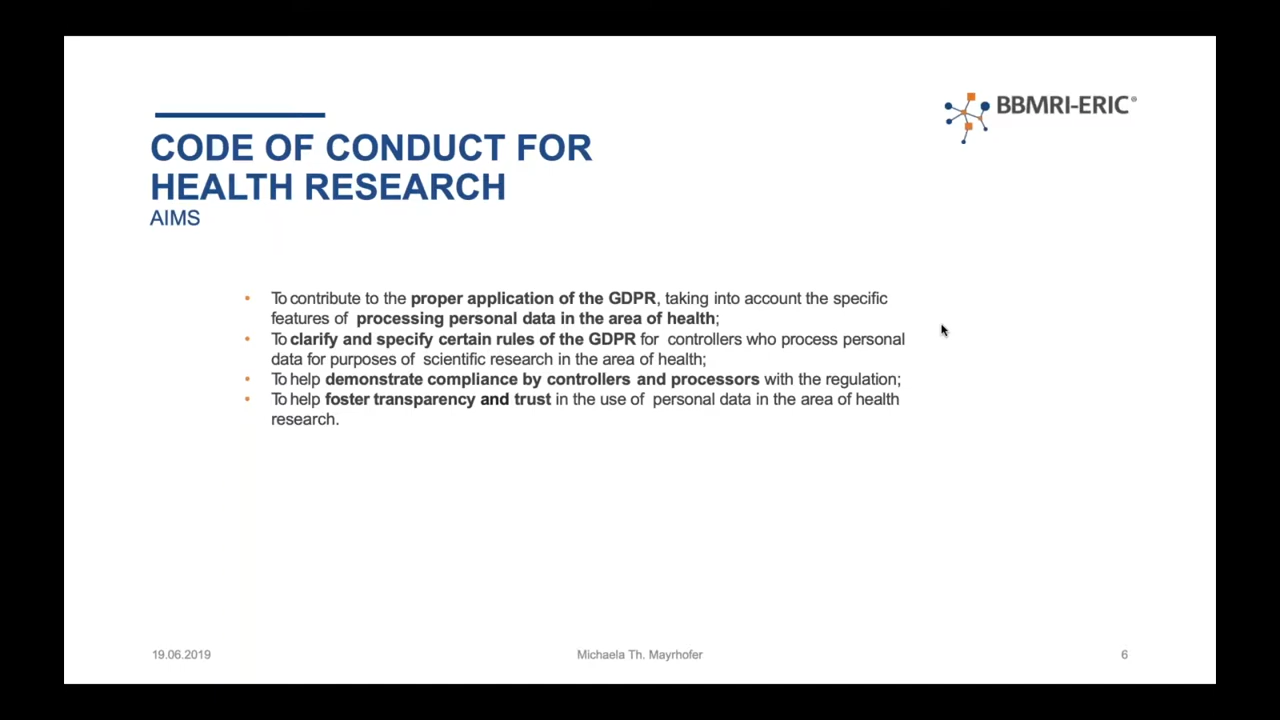 BBMRI-ERIC®
CODE OF CONDUCT FOR
HEALTH RESEARCH
AIMS
• To contribute to the proper application of the GDPR, taking into account the specific
features of processing personal data in the area of health;
• To clarify and specify certain rules of the GDPR for controllers who process personal
data for purposes of scientific research in the area of health;
• To help demonstrate compliance by controllers and processors with the regulation;
• To help foster transparency and trust in the use of personal data in the area of health
research.
19.06.2019
Michaela Th. Mayrhofer
6